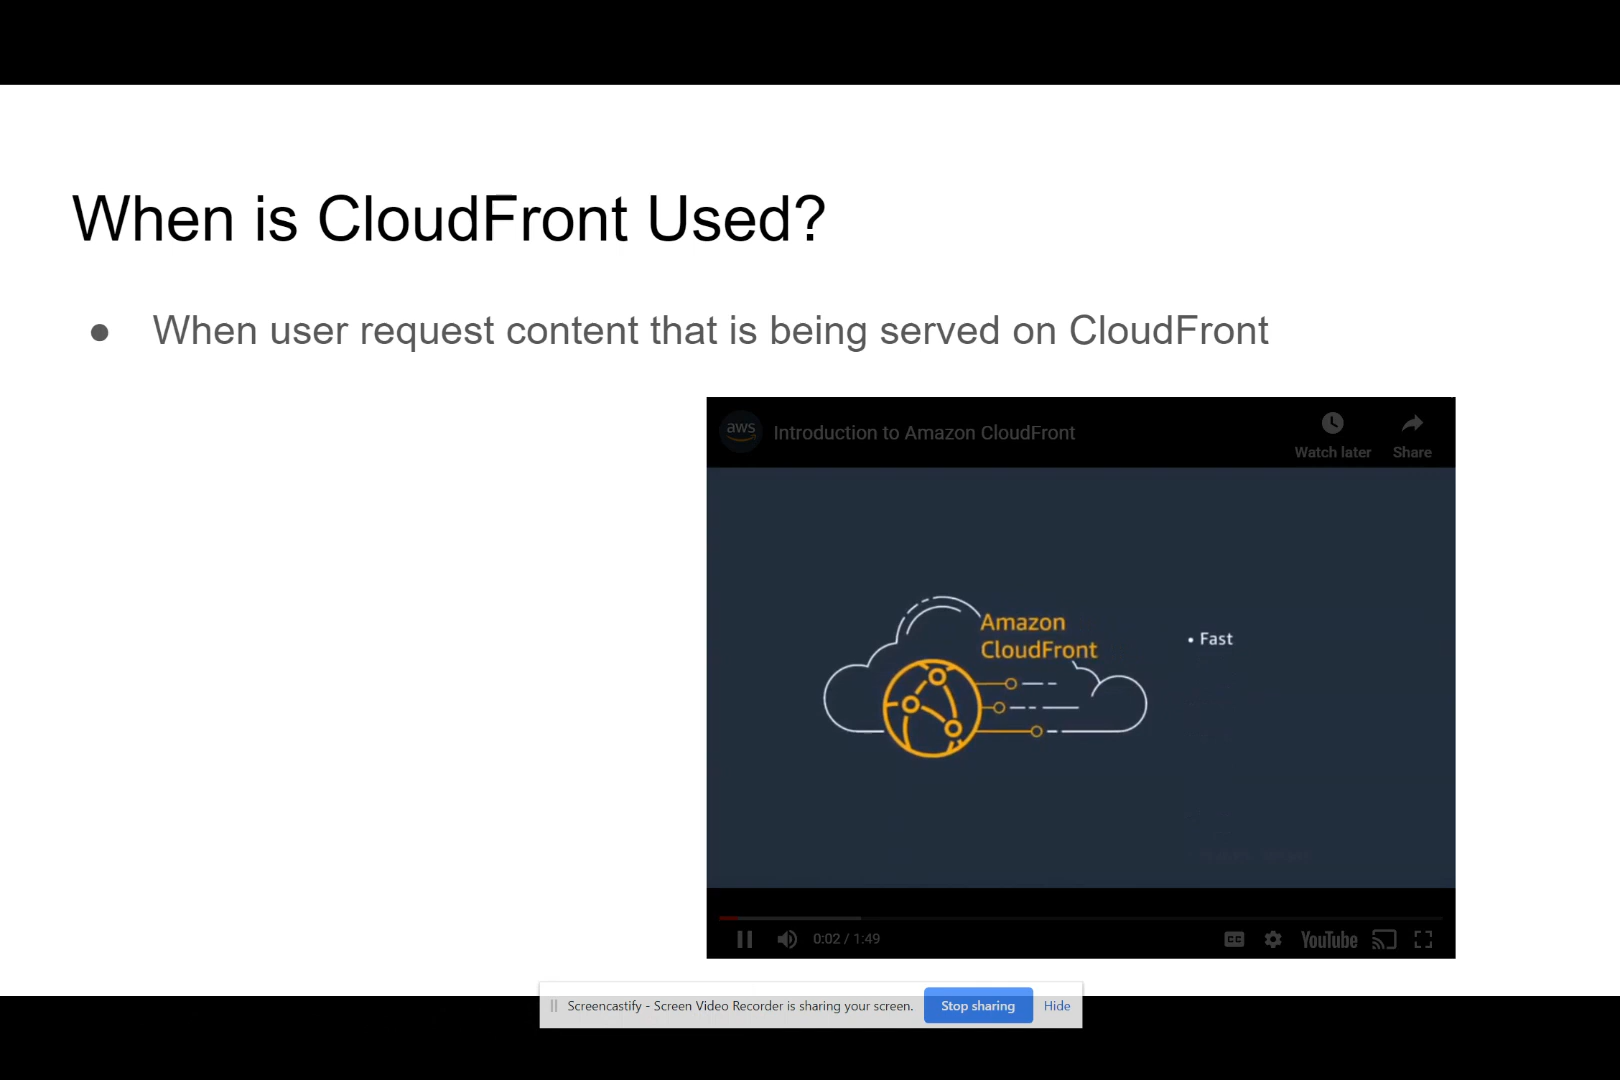 When is CloudFront Used?
● When user request content that is being served on CloudFront
aws Introduction to Amazon CloudFront
Watch later Share
Amazon
CloudFront
• Fast
0:02 / 1:49 CC YouTube
Screencastify - Screen Video Recorder is sharing your screen. Stop sharing Hide